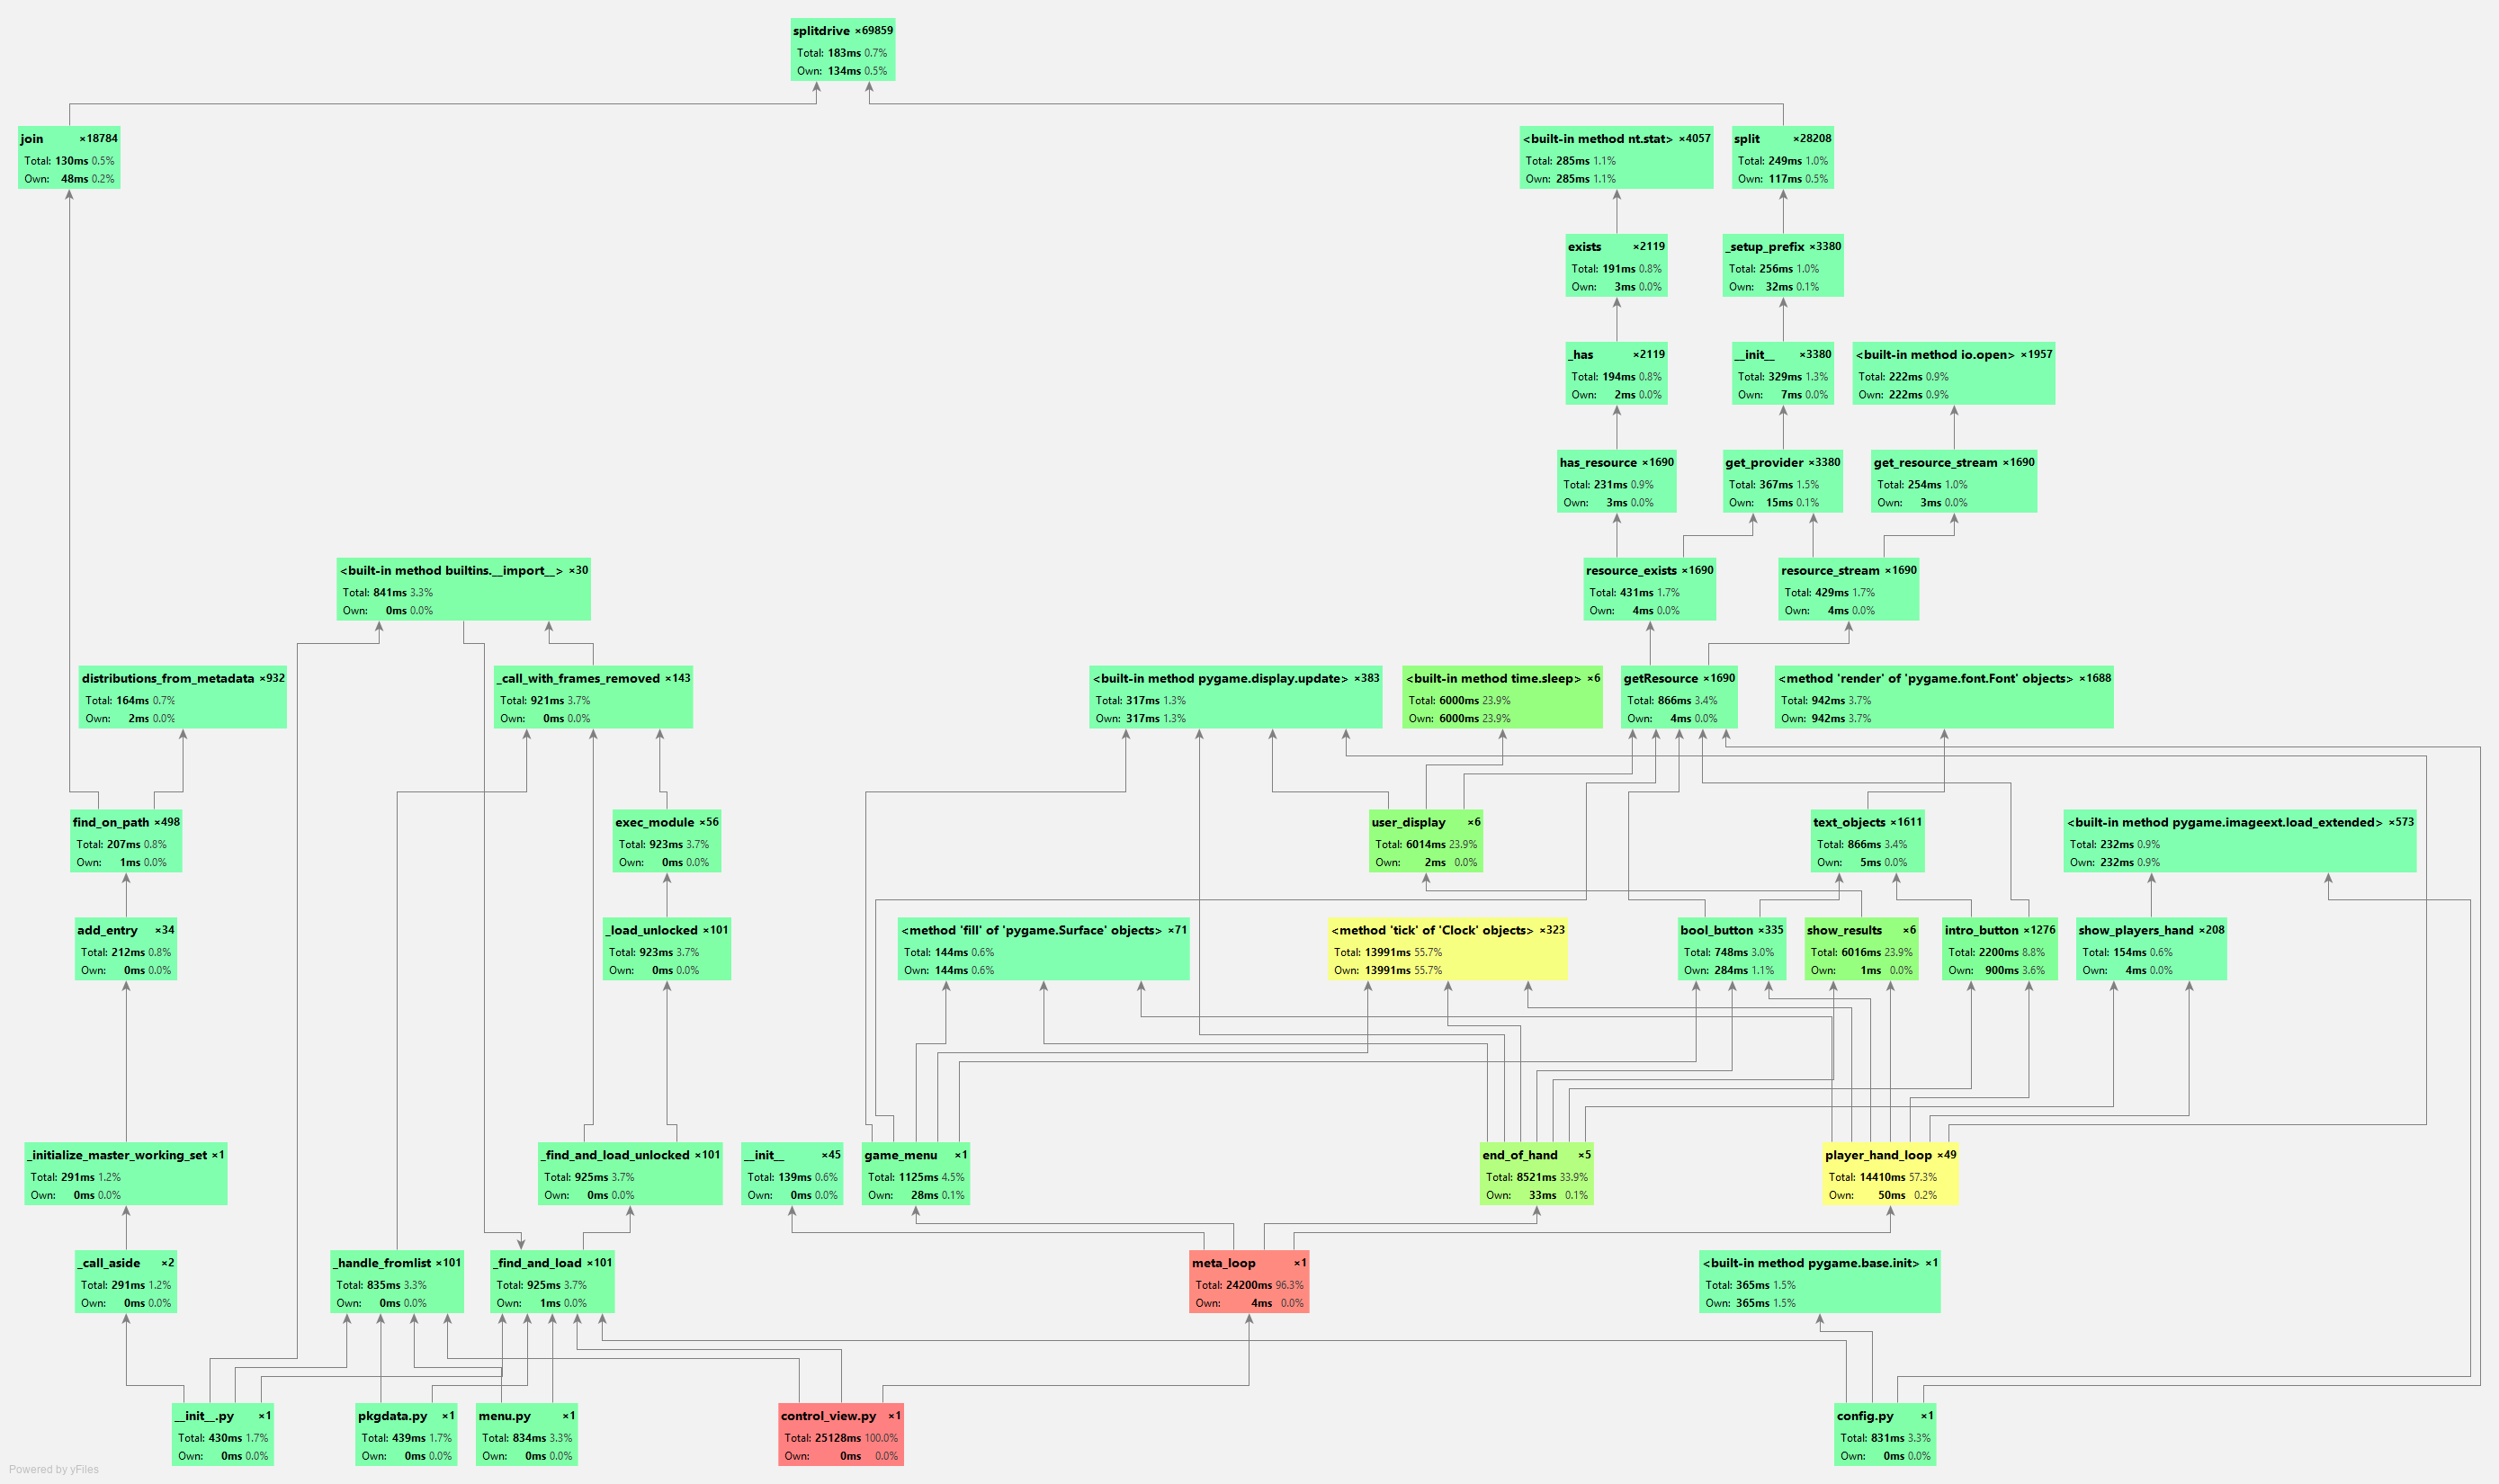 splitdrive ×69859
Total: 183ms 0.7%
Own: 134ms 0.5%
join ×18784
Total: 130ms 0.5%
Own: 48ms 0.2%
<built-in method nt.stat> ×4057
Total: 285ms 1.1%
Own: 285ms 1.1%
split ×28208
Total: 249ms 1.0%
Own: 117ms 0.5%
exists ×2119
Total: 191ms 0.8%
Own: 3ms 0.0%
_setup_prefix ×3380
Total: 256ms 1.0%
Own: 32ms 0.1%
_has ×2119
Total: 194ms 0.8%
Own: 2ms 0.0%
__init__ ×3380
Total: 329ms 1.3%
Own: 7ms 0.0%
<built-in method io.open> ×1957
Total: 222ms 0.9%
Own: 222ms 0.9%
has_resource ×1690
Total: 231ms 0.9%
Own: 3ms 0.0%
get_provider ×3380
Total: 367ms 1.5%
Own: 15ms 0.1%
get_resource_stream ×1690
Total: 254ms 1.0%
Own: 3ms 0.0%
<built-in method builtins.__import__> ×30
Total: 841ms 3.3%
Own: 0ms 0.0%
resource_exists ×1690
Total: 431ms 1.7%
Own: 4ms 0.0%
resource_stream ×1690
Total: 429ms 1.7%
Own: 4ms 0.0%
distributions_from_metadata ×932
Total: 164ms 0.7%
Own: 2ms 0.0%
_call_with_frames_removed ×143
Total: 921ms 3.7%
Own: 0ms 0.0%
<built-in method pygame.display.update> ×383
Total: 317ms 1.3%
Own: 317ms 1.3%
<built-in method time.sleep> ×6
Total: 6000ms 23.9%
Own: 6000ms 23.9%
getResource ×1690
Total: 866ms 3.4%
Own: 4ms 0.0%
<method 'render' of 'pygame.font.Font' objects> ×1688
Total: 942ms 3.7%
Own: 942ms 3.7%
find_on_path ×498
Total: 207ms 0.8%
Own: 1ms 0.0%
exec_module ×56
Total: 923ms 3.7%
Own: 0ms 0.0%
user_display ×6
Total: 6014ms 23.9%
Own: 2ms 0.0%
text_objects ×1611
Total: 866ms 3.4%
Own: 5ms 0.0%
<built-in method pygame.imageext.load_extended> ×573
Total: 232ms 0.9%
Own: 232ms 0.9%
add_entry ×34
Total: 212ms 0.8%
Own: 0ms 0.0%
_load_unlocked ×101
Total: 923ms 3.7%
Own: 0ms 0.0%
<method 'fill' of 'pygame.Surface' objects> ×71
Total: 144ms 0.6%
Own: 144ms 0.6%
<method 'tick' of 'Clock' objects> ×323
Total: 13991ms 55.7%
Own: 13991ms 55.7%
bool_button ×335
Total: 748ms 3.0%
Own: 284ms 1.1%
show_results ×6
Total: 6016ms 23.9%
Own: 1ms 0.0%
intro_button ×1276
Total: 2200ms 8.8%
Own: 900ms 3.6%
show_players_hand ×208
Total: 154ms 0.6%
Own: 4ms 0.0%
_initialize_master_working_set ×1
Total: 291ms 1.2%
Own: 0ms 0.0%
_find_and_load_unlocked ×101
Total: 925ms 3.7%
Own: 0ms 0.0%
__init__ ×45
Total: 139ms 0.6%
Own: 0ms 0.0%
game_menu ×1
Total: 1125ms 4.5%
Own: 28ms 0.1%
end_of_hand ×5
Total: 8521ms 33.9%
Own: 33ms 0.1%
player_hand_loop ×49
Total: 14410ms 57.3%
Own: 50ms 0.2%
_call_aside ×2
Total: 291ms 1.2%
Own: 0ms 0.0%
_handle_fromlist ×101
Total: 835ms 3.3%
Own: 0ms 0.0%
_find_and_load ×101
Total: 925ms 3.7%
Own: 1ms 0.0%
meta_loop ×1
Total: 24200ms 96.3%
Own: 4ms 0.0%
<built-in method pygame.base.init> ×1
Total: 365ms 1.5%
Own: 365ms 1.5%
__init__.py ×1
Total: 430ms 1.7%
Own: 0ms 0.0%
pkgdata.py ×1
Total: 439ms 1.7%
Own: 0ms 0.0%
menu.py ×1
Total: 834ms 3.3%
Own: 0ms 0.0%
control_view.py ×1
Total: 25128ms 100.0%
Own: 0ms 0.0%
config.py ×1
Total: 831ms 3.3%
Own: 0ms 0.0%
Powered by yFiles